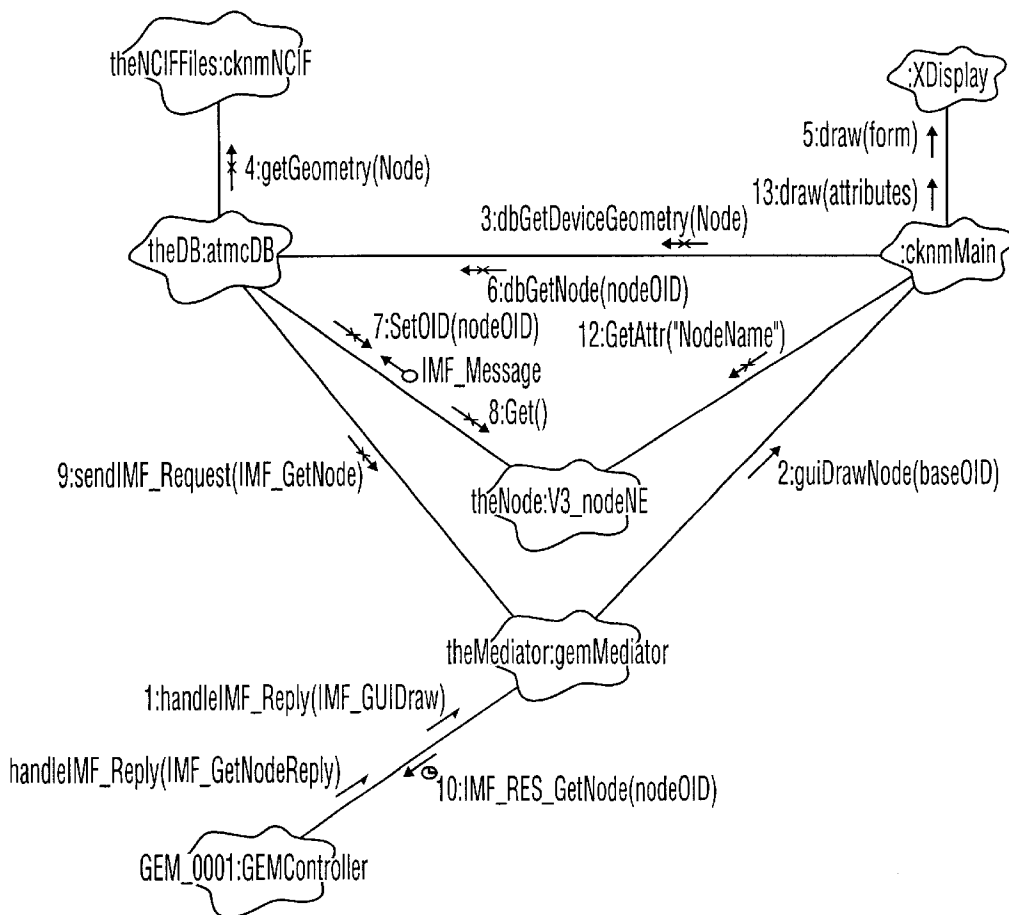 theNCIFFiles:cknmNCIF
:XDisplay
5:draw(form)
4:getGeometry(Node)
13:draw(attributes)
3:dbGetDeviceGeometry(Node)
theDB:atmcDB
:cknmMain
6:dbGetNode(nodeOID)
7:SetOID(nodeOID)
12:GetAttr("NodeName")
IMF_Message
8:Get()
9:sendIMF_Request(IMF_GetNode)
2:guiDrawNode(baseOID)
theNode:V3_nodeNE
theMediator:gemMediator
1:handleIMF_Reply(IMF_GUIDraw)
handleIMF_Reply(IMF_GetNodeReply)
10:IMF_RES_GetNode(nodeOID)
GEM_0001:GEMController